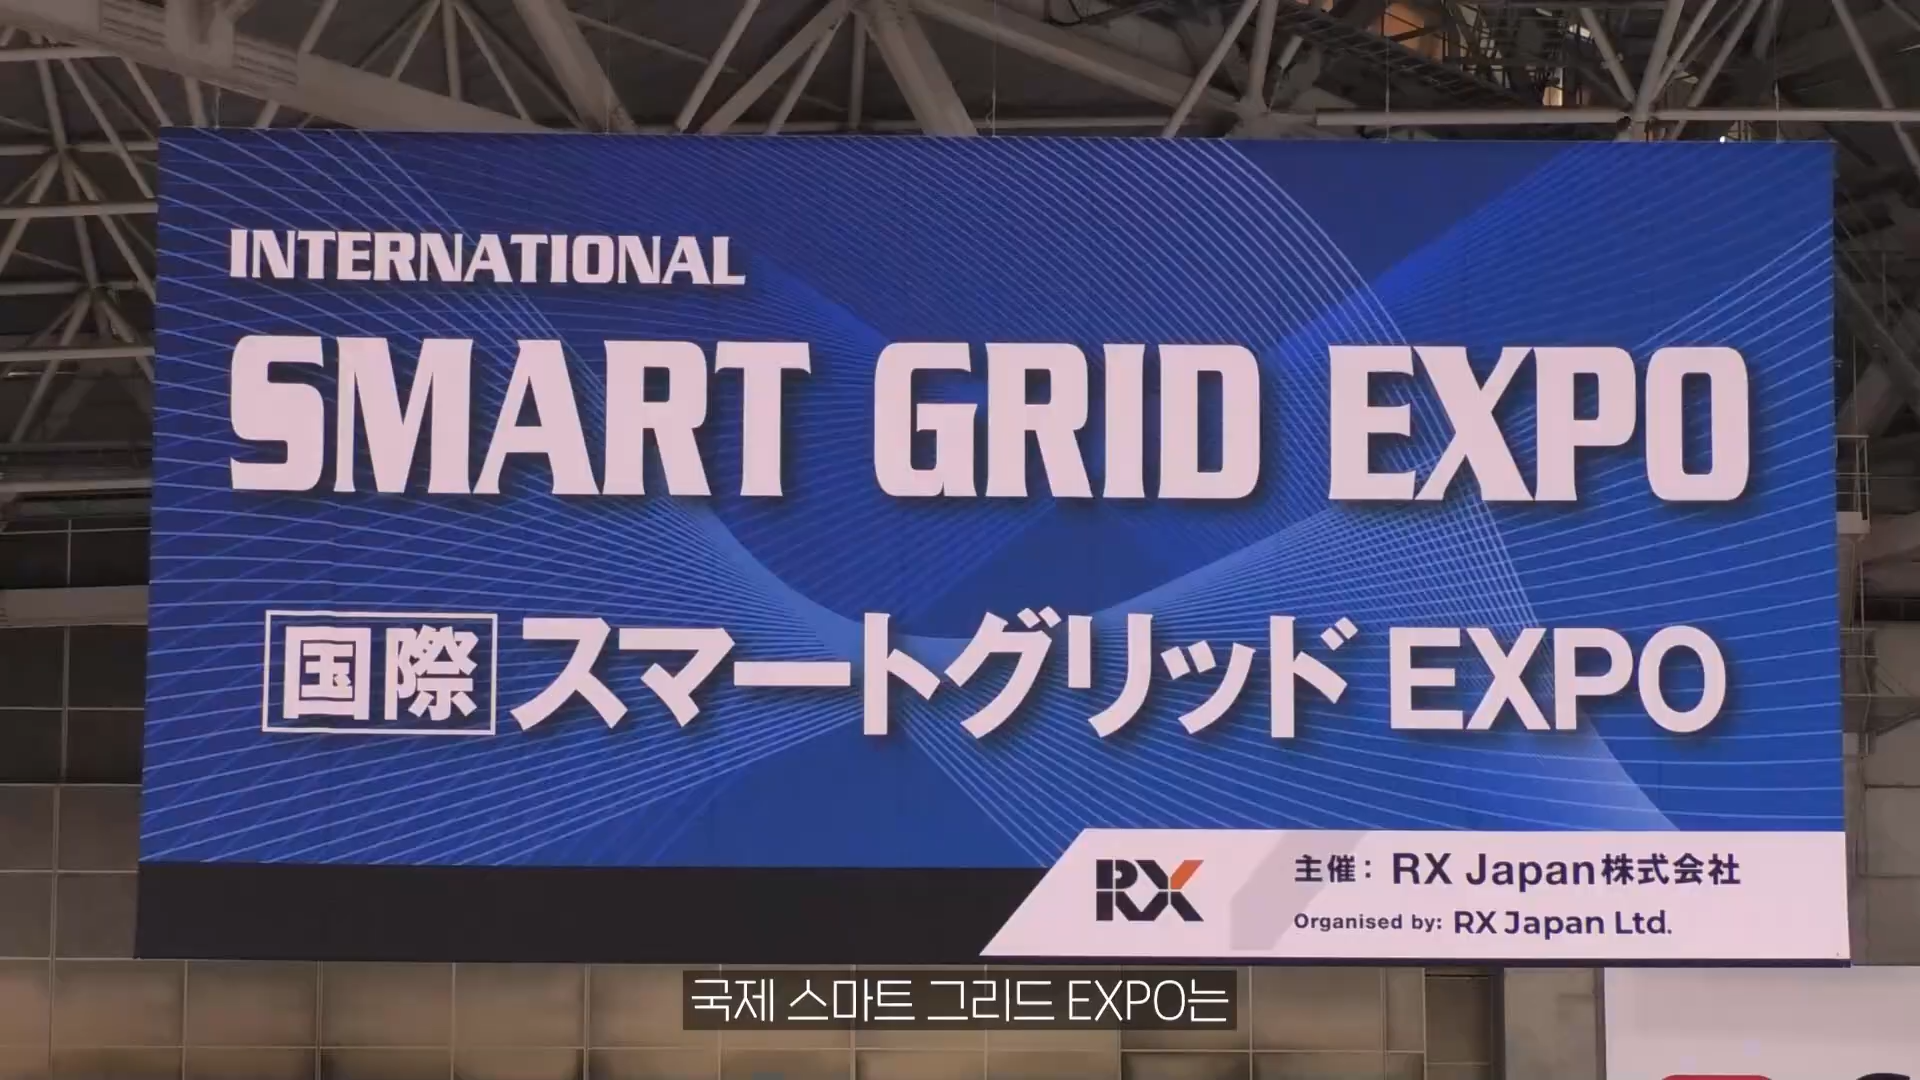 INTERNATIONAL
SMART GRID EXPO
国際 スマートグリッド EXPO
RX
主催：RX Japan株式会社
Organised by: RX Japan Ltd.
국제 스마트 그리드 EXPO는